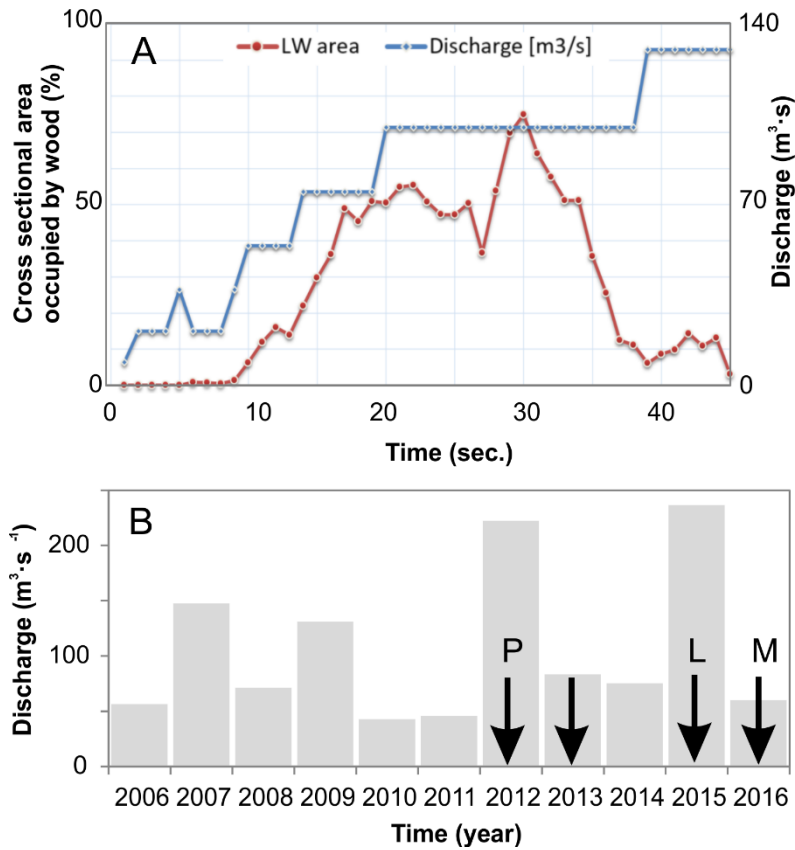 A
LW area
Discharge [m3/s]
Cross sectional area
occupied by wood (%)
Discharge (m³·s)
100
50
0
140
70
0
0 10 20 30 40
Time (sec.)
B
P L M
Discharge (m³·s ⁻¹)
200
100
0
2006 2007 2008 2009 2010 2011 2012 2013 2014 2015 2016
Time (year)